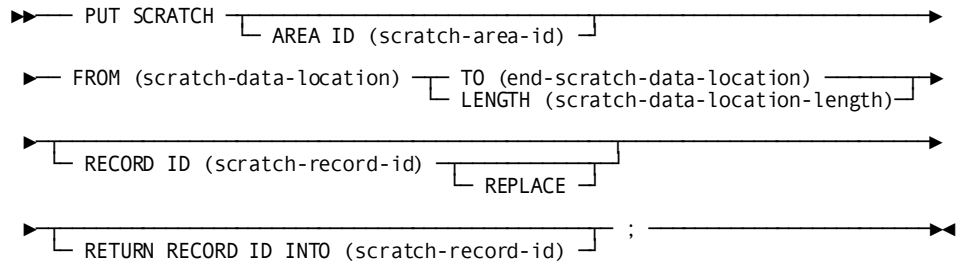 PUT SCRATCH
AREA ID (scratch-area-id)
FROM (scratch-data-location) TO (end-scratch-data-location)
LENGTH (scratch-data-location-length)
RECORD ID (scratch-record-id)
REPLACE
;
RETURN RECORD ID INTO (scratch-record-id)